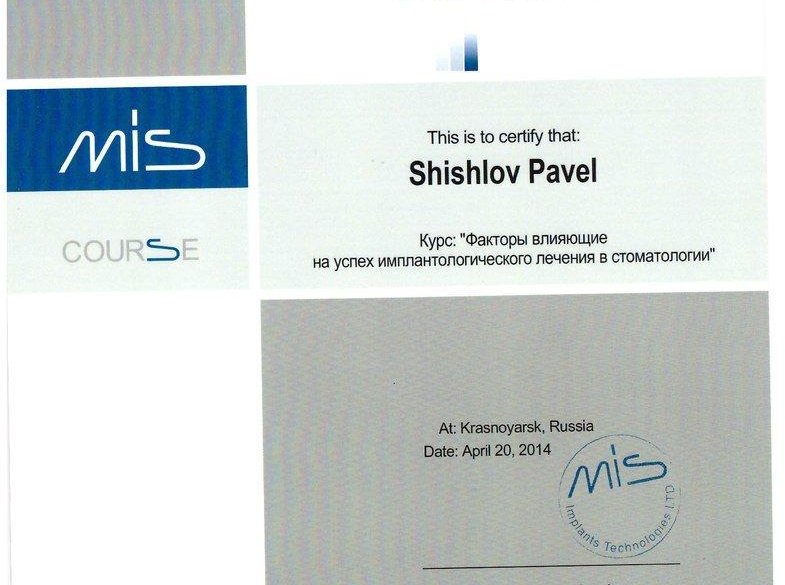 mis
COURSE
This is to certify that:
Shishlov Pavel
Курс: "Факторы влияющие
на успех имплантологического лечения в стоматологии"
At: Krasnoyarsk, Russia
Date: April 20, 2014
mis
Implants Technologies LTD